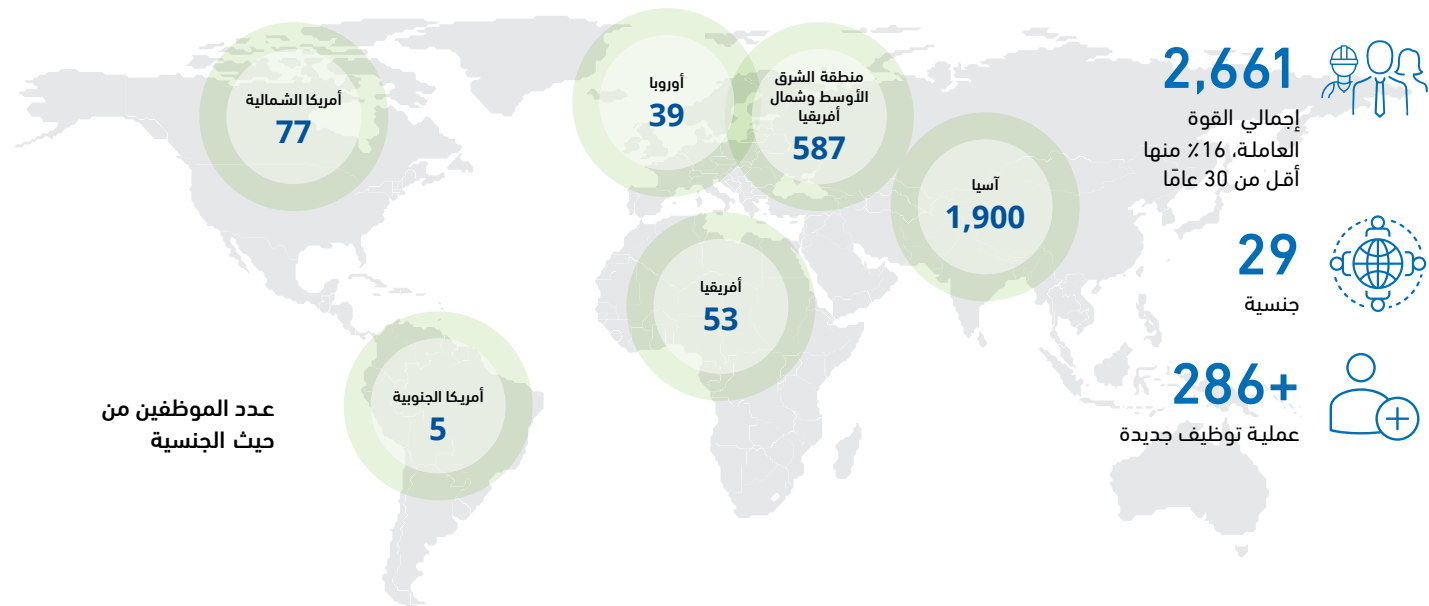 2,661
إجمالي القوة
العاملة، 16٪ منها
أقل من 30 عامًا
29
جنسية
286+
عملية توظيف جديدة
منطقة الشرق
الأوسط وشمال
أفريقيا
587
أوروبا
39
أمريكا الشمالية
77
آسيا
1,900
أفريقيا
53
أمريكا الجنوبية
5
عدد الموظفين من
حيث الجنسية